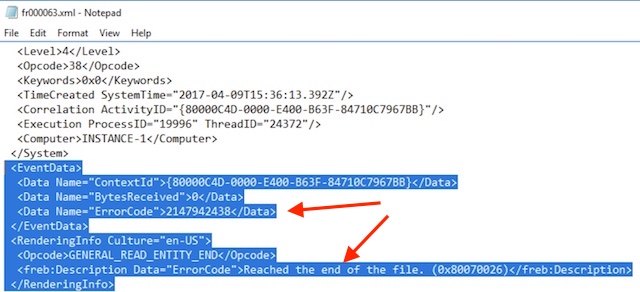 fr000063.xml - Notepad
File Edit Format View Help
<Level>4</Level>
<Opcode>38</Opcode>
<Keywords>0x0</Keywords>
<TimeCreated SystemTime="2017-04-09T15:36:13.392Z"/>
<Correlation ActivityID="{80000C4D-0000-E400-B63F-84710C7967BB}"/>
<Execution ProcessID="19996" ThreadID="24372"/>
<Computer>INSTANCE-1</Computer>
</System>
<EventData>
<Data Name="ContextId">{80000C4D-0000-E400-B63F-84710C7967BB}</Data>
<Data Name="BytesReceived">0</Data>
<Data Name="ErrorCode">2147942438</Data>
</EventData>
<RenderingInfo Culture="en-US">
<Opcode>GENERAL_READ_ENTITY_END</Opcode>
<freb:Description Data="ErrorCode">Reached the end of the file. (0x80070026)</freb:Description>
</RenderingInfo>